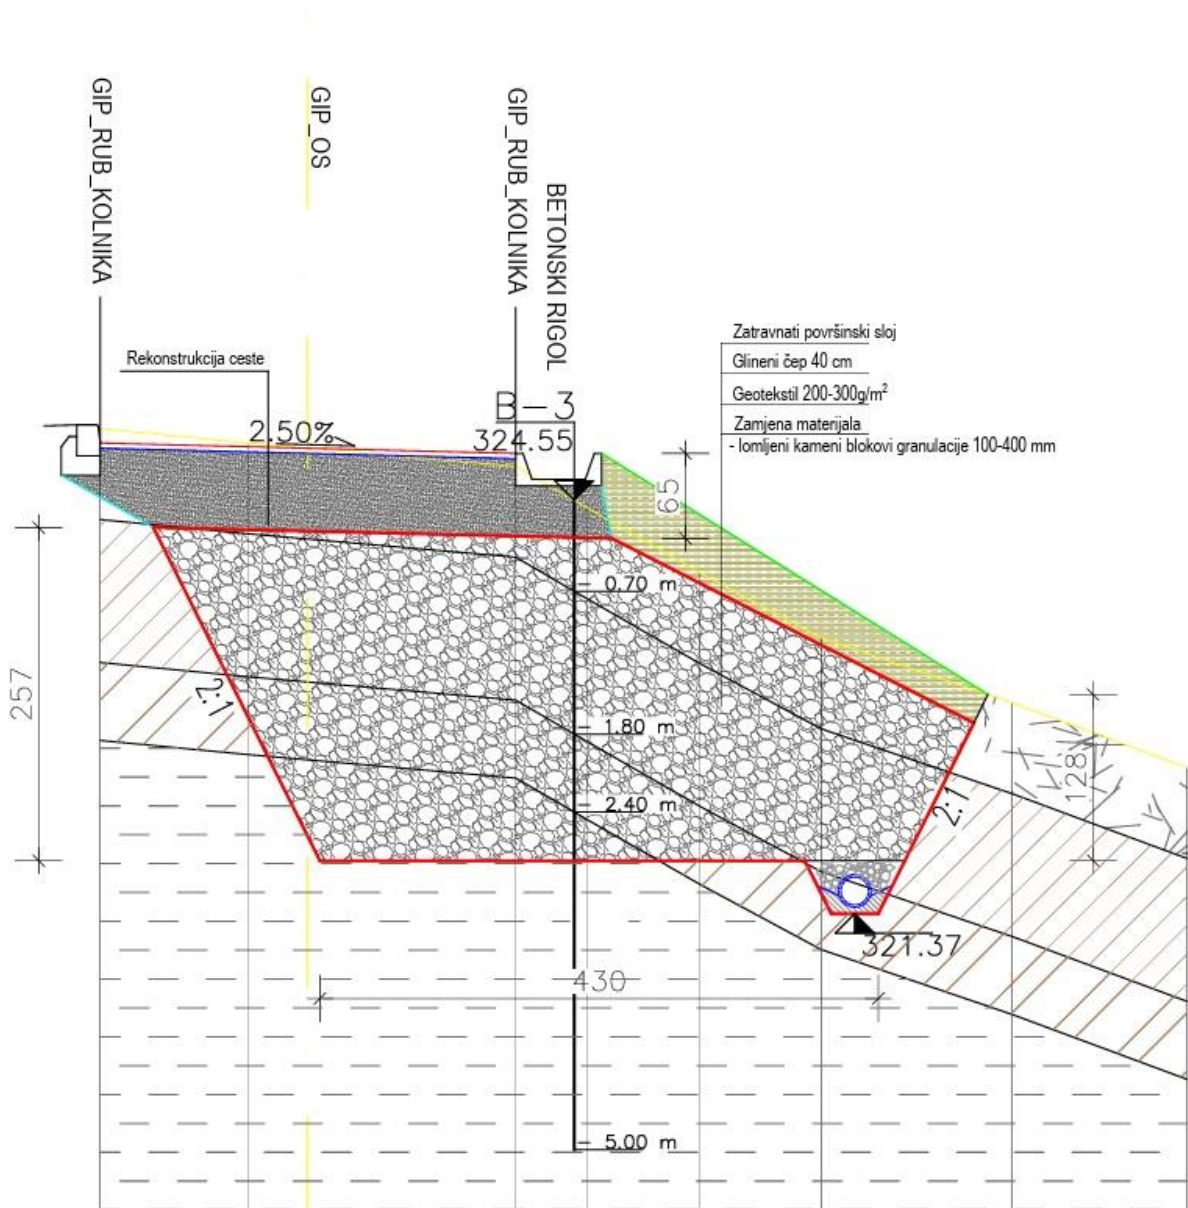 GIP_RUB_KOLNIKA
GIP_OS
GIP_RUB_KOLNIKA
BETONSKI RIGOL
Rekonstrukcija ceste
Zatravnati površinski sloj
Glineni čep 40 cm
Geotekstil 200-300g/m²
Zamjena materijala
- lomljeni kameni blokovi granulacije 100-400 mm
B-3
2.50%
324.55
65
0.70 m
257
2:1
1.80 m
128
2:1
2.40 m
321.37
430
5.00 m